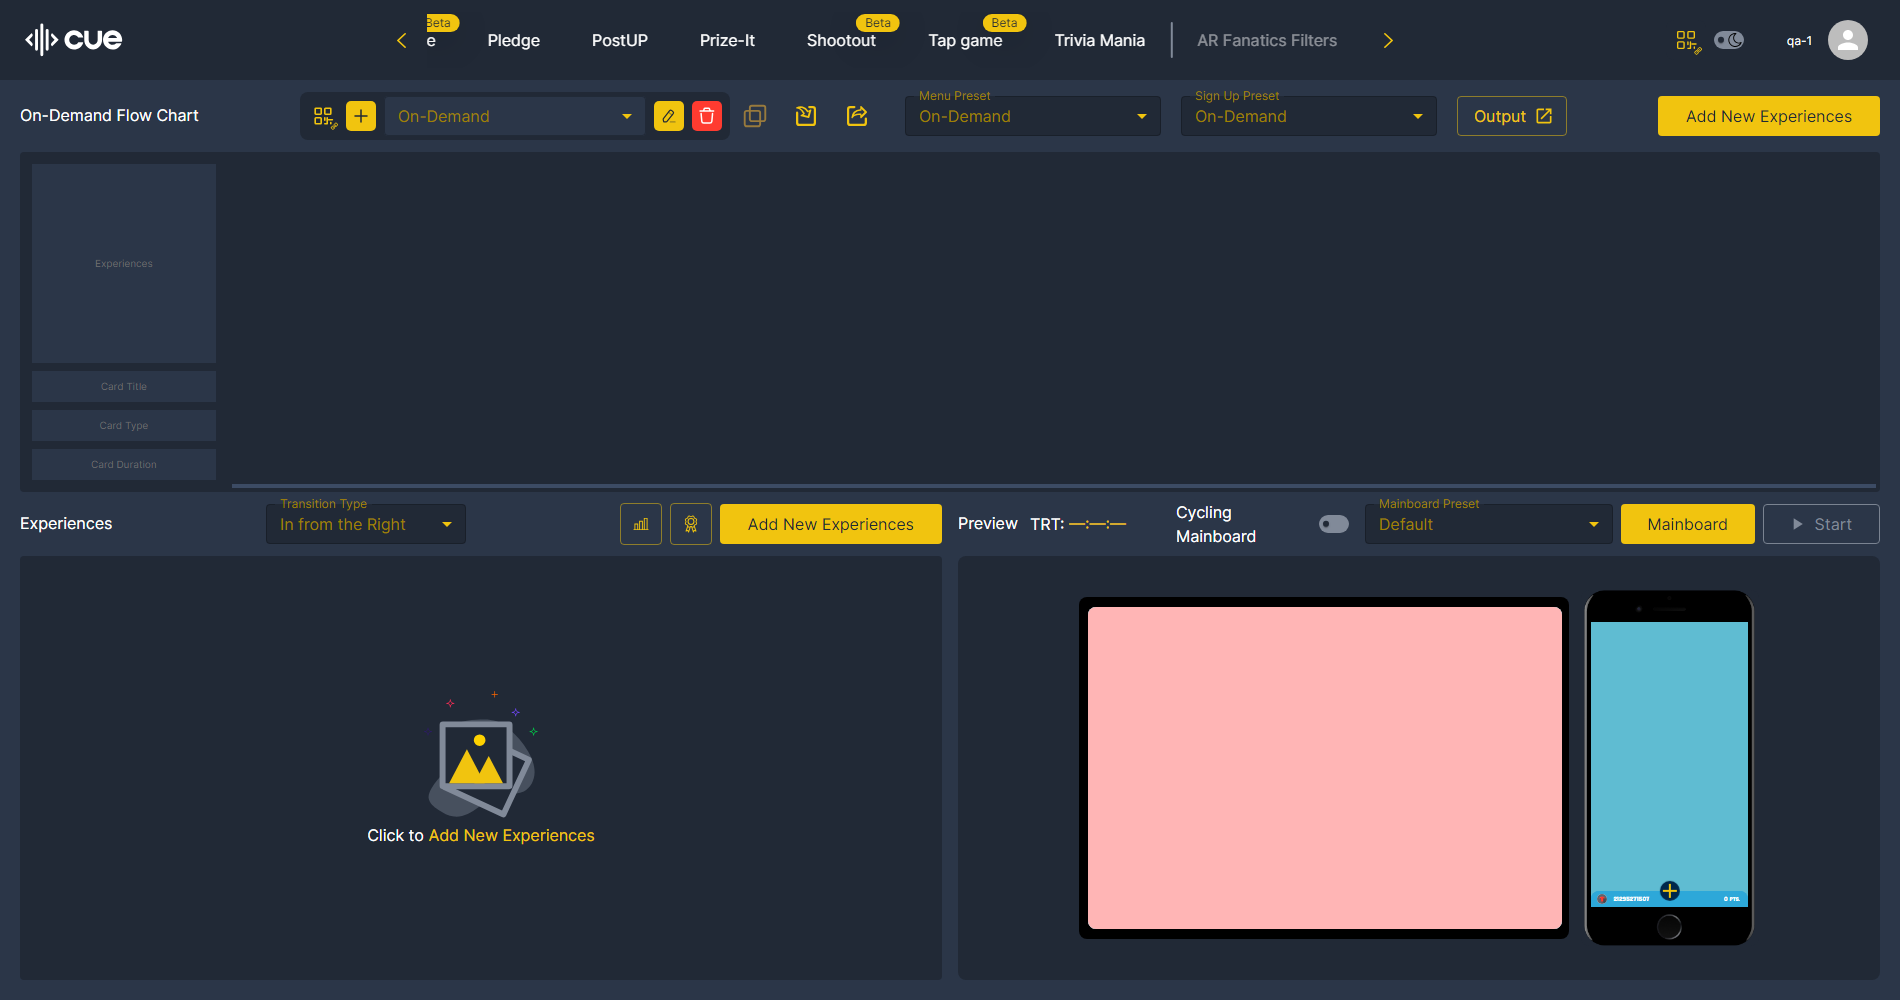 cue
e
Beta
Pledge
PostUP
Prize-It
Shootout
Beta
Tap game
Beta
Trivia Mania
AR Fanatics Filters
qa-1
On-Demand Flow Chart
On-Demand
Menu Preset
On-Demand
Sign Up Preset
On-Demand
Output
Add New Experiences
Experiences
Card Title
Card Type
Card Duration
Experiences
Transition Type
In from the Right
Add New Experiences
Preview
TRT: —:—:—
Cycling
Mainboard
Mainboard Preset
Default
Mainboard
Start
Click to Add New Experiences
0 PTS.